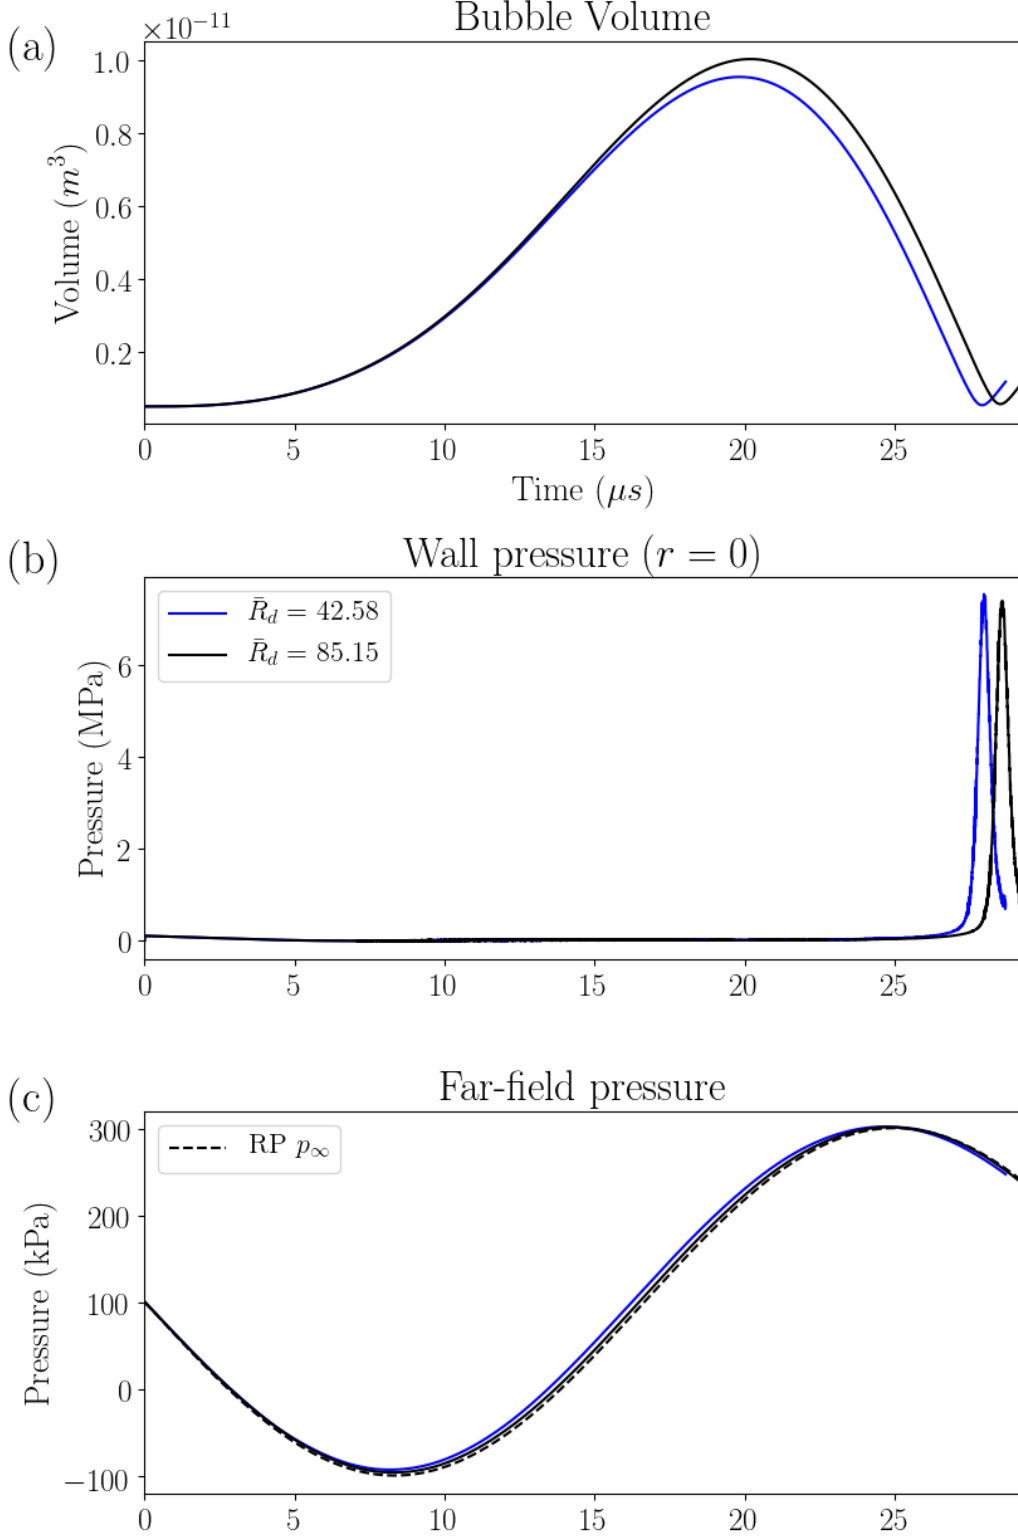 (a)
×10⁻¹¹
Bubble Volume
Volume (m³)
1.0
0.8
0.6
0.4
0.2
0 5 10 15 20 25
Time (μs)
(b)
Wall pressure (r = 0)
Pressure (MPa)
R̄_d = 42.58
R̄_d = 85.15
6
4
2
0
0 5 10 15 20 25
(c)
Far-field pressure
Pressure (kPa)
RP p_∞
300
200
100
0
−100
0 5 10 15 20 25